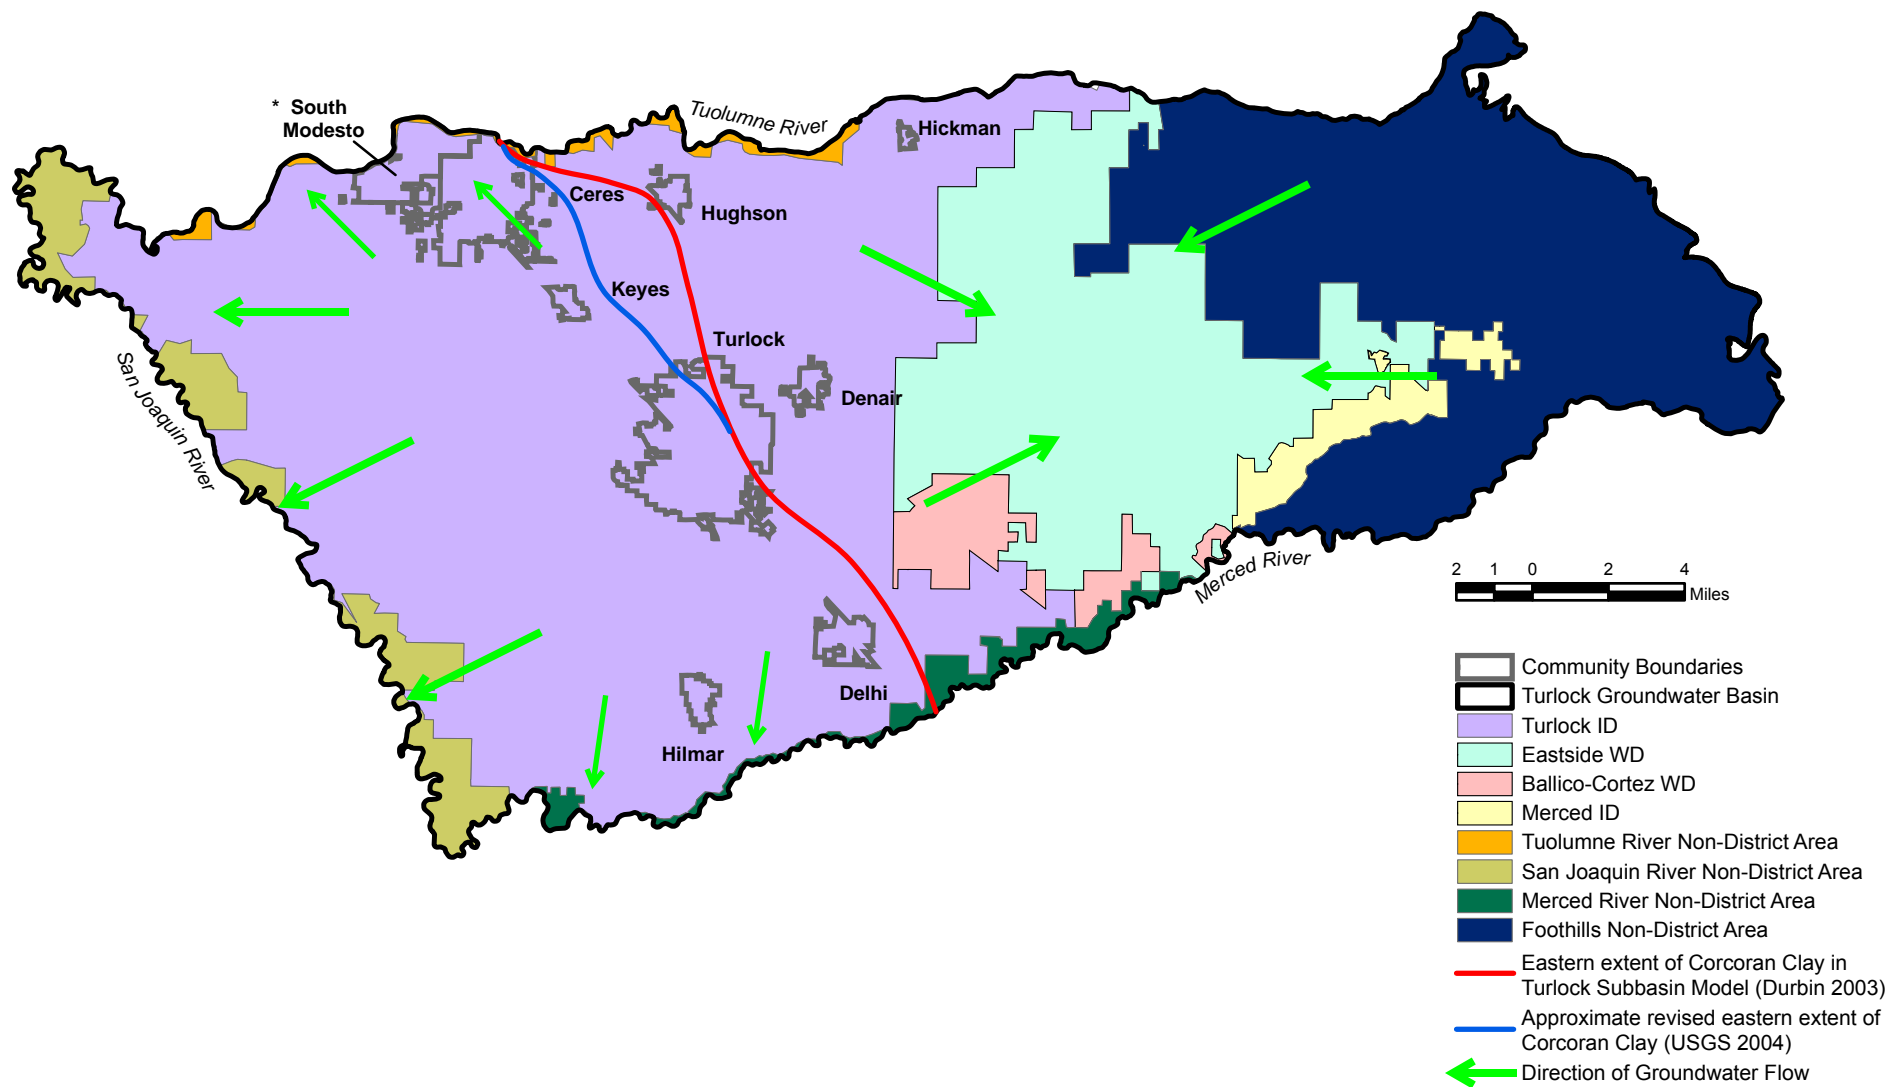 * South
Modesto
Tuolumne River
Hickman
Ceres
Hughson
Keyes
Turlock
Denair
San Joaquin River
Merced River
Delhi
Hilmar
2 1 0 2 4
Miles
Community Boundaries
Turlock Groundwater Basin
Turlock ID
Eastside WD
Ballico-Cortez WD
Merced ID
Tuolumne River Non-District Area
San Joaquin River Non-District Area
Merced River Non-District Area
Foothills Non-District Area
Eastern extent of Corcoran Clay in
Turlock Subbasin Model (Durbin 2003)
Approximate revised eastern extent of
Corcoran Clay (USGS 2004)
Direction of Groundwater Flow